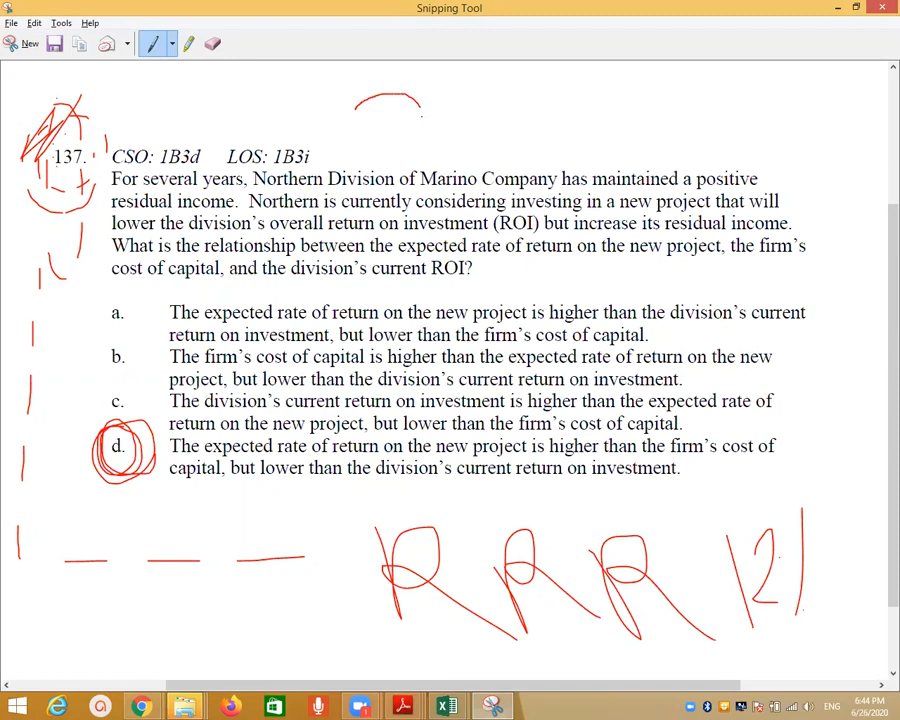 Snipping Tool
File Edit Tools Help
New
137. CSO: 1B3d LOS: 1B3i
For several years, Northern Division of Marino Company has maintained a positive
residual income. Northern is currently considering investing in a new project that will
lower the division's overall return on investment (ROI) but increase its residual income.
What is the relationship between the expected rate of return on the new project, the firm's
cost of capital, and the division's current ROI?
a. The expected rate of return on the new project is higher than the division's current
return on investment, but lower than the firm's cost of capital.
b. The firm's cost of capital is higher than the expected rate of return on the new
project, but lower than the division's current return on investment.
c. The division's current return on investment is higher than the expected rate of
return on the new project, but lower than the firm's cost of capital.
d. The expected rate of return on the new project is higher than the firm's cost of
capital, but lower than the division's current return on investment.
R R R
ENG
6:44 PM
6/26/2020